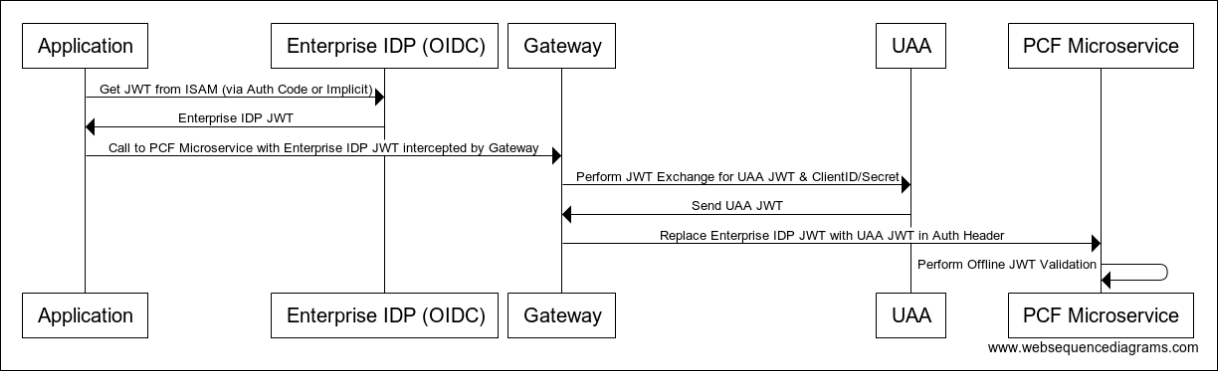 Application
Enterprise IDP (OIDC)
Gateway
UAA
PCF Microservice
Get JWT from ISAM (via Auth Code or Implicit)
Enterprise IDP JWT
Call to PCF Microservice with Enterprise IDP JWT intercepted by Gateway
Perform JWT Exchange for UAA JWT & ClientID/Secret
Send UAA JWT
Replace Enterprise IDP JWT with UAA JWT in Auth Header
Perform Offline JWT Validation
Application
Enterprise IDP (OIDC)
Gateway
UAA
PCF Microservice
www.websequencediagrams.com